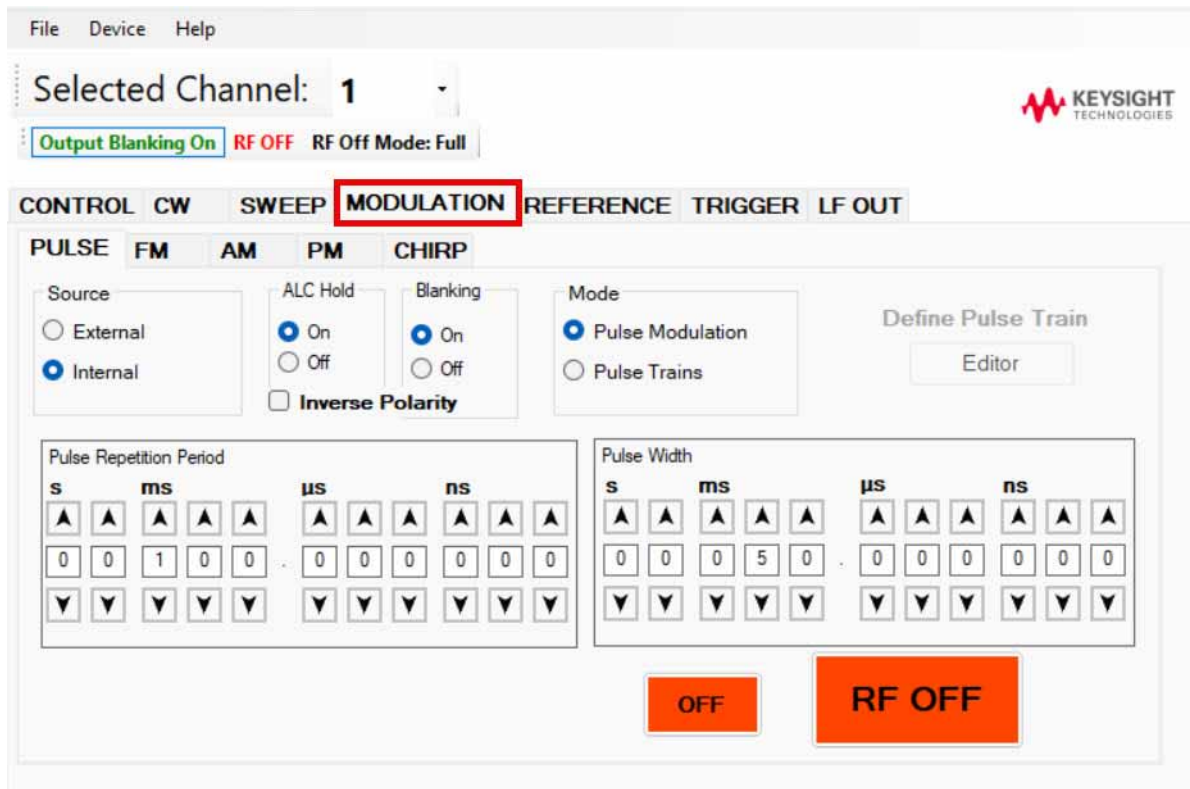 File Device Help
Selected Channel: 1
KEYSIGHT
TECHNOLOGIES
Output Blanking On RF OFF RF Off Mode: Full
CONTROL CW SWEEP MODULATION REFERENCE TRIGGER LF OUT
PULSE FM AM PM CHIRP
Source ALC Hold Blanking Mode
Define Pulse Train
External On On Pulse Modulation
Internal Off Off Pulse Trains Editor
Inverse Polarity
Pulse Repetition Period Pulse Width
s ms µs ns s ms µs ns
0 0 1 0 0 . 0 0 0 0 0 0 0 0 0 5 0 . 0 0 0 0 0 0
OFF RF OFF